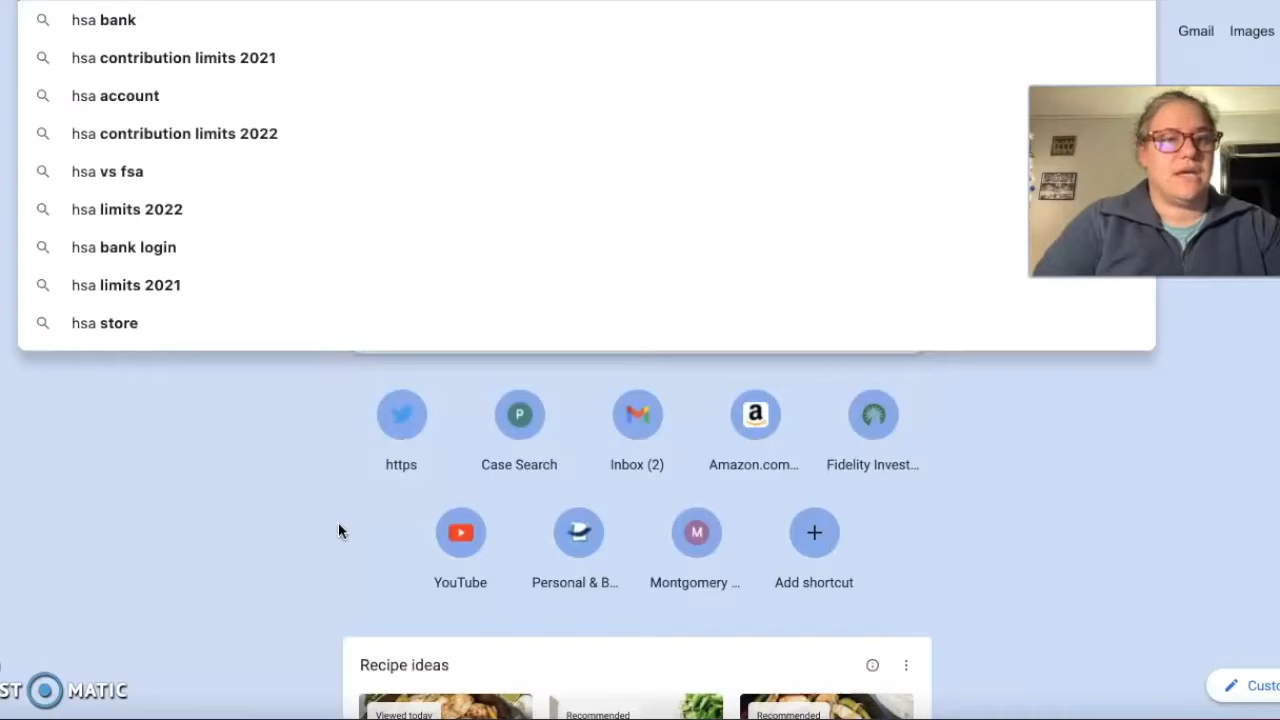 hsa bank
Gmail Images
hsa contribution limits 2021
hsa account
hsa contribution limits 2022
hsa vs fsa
hsa limits 2022
hsa bank login
hsa limits 2021
hsa store
P
a
https
Case Search
Inbox (2)
Amazon.com...
Fidelity Invest...
M
YouTube
Personal & B...
Montgomery ...
Add shortcut
Recipe ideas
Custo
ST MATIC
Viewed today
Recommended
Recommended